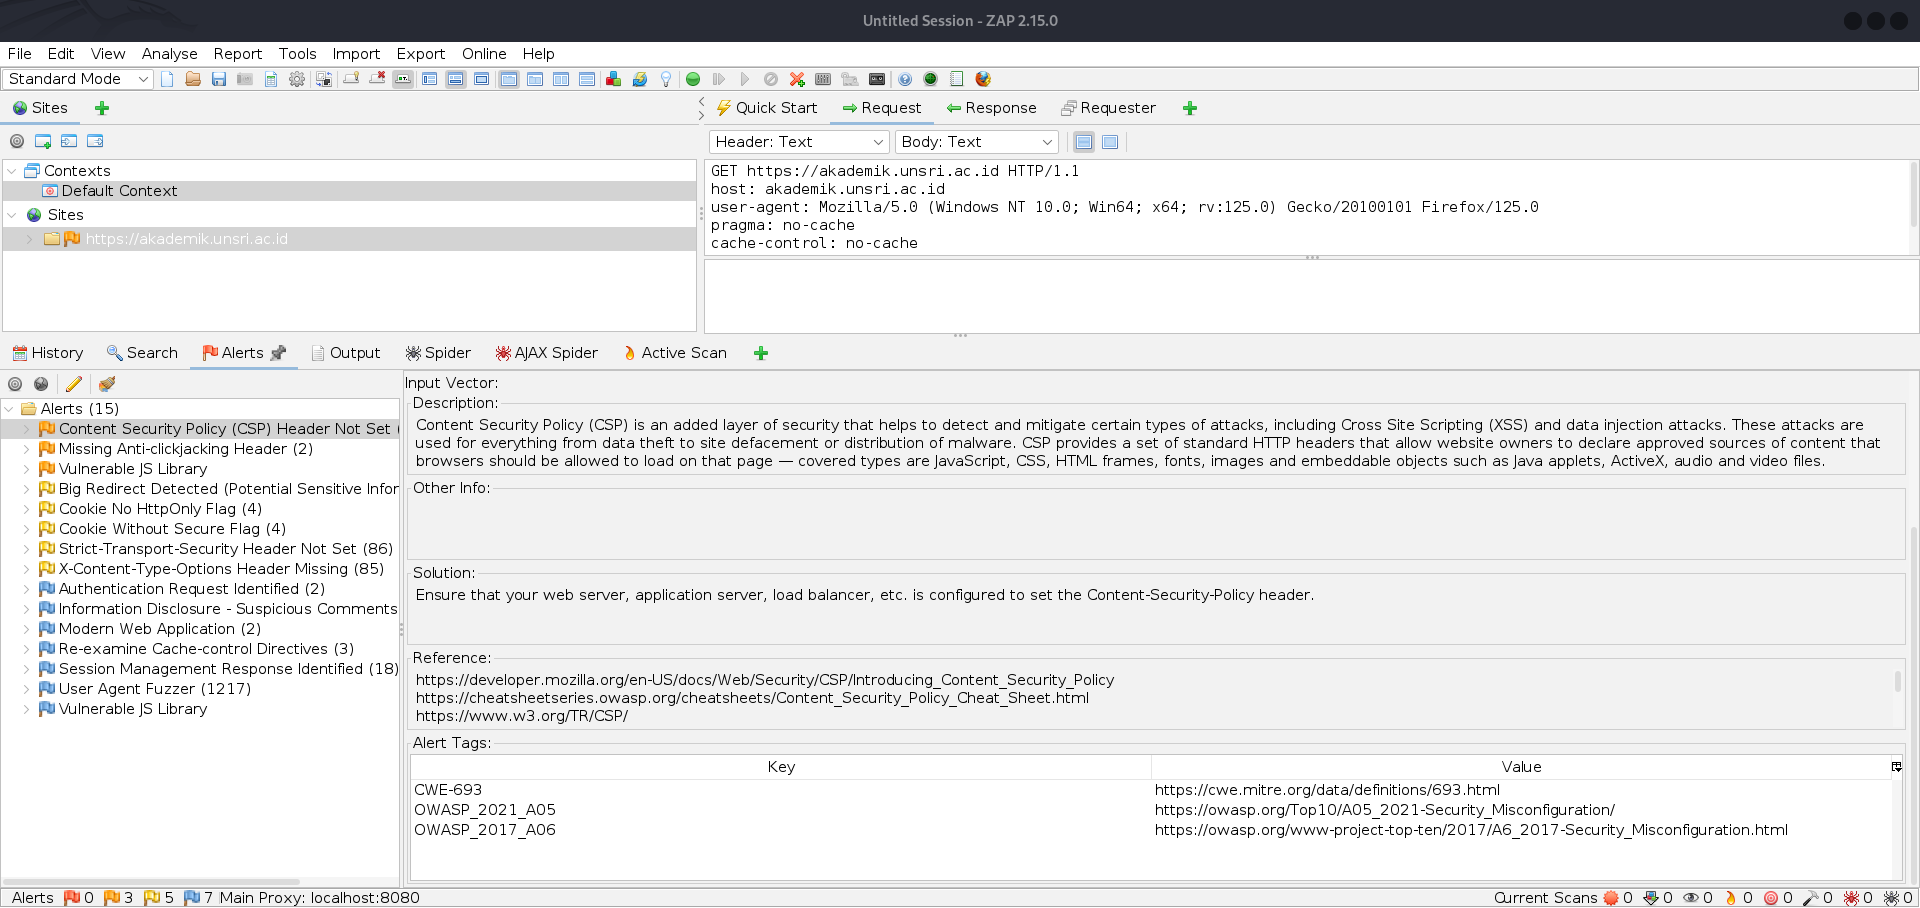 Untitled Session - ZAP 2.15.0
File Edit View Analyse Report Tools Import Export Online Help
Standard Mode
Sites
Quick Start Request Response Requester
Header: Text Body: Text
Contexts
Default Context
Sites
https://akademik.unsri.ac.id
GET https://akademik.unsri.ac.id HTTP/1.1
host: akademik.unsri.ac.id
user-agent: Mozilla/5.0 (Windows NT 10.0; Win64; x64; rv:125.0) Gecko/20100101 Firefox/125.0
pragma: no-cache
cache-control: no-cache
History Search Alerts Output Spider AJAX Spider Active Scan
Alerts (15)
Content Security Policy (CSP) Header Not Set (
Missing Anti-clickjacking Header (2)
Vulnerable JS Library
Big Redirect Detected (Potential Sensitive Infor
Cookie No HttpOnly Flag (4)
Cookie Without Secure Flag (4)
Strict-Transport-Security Header Not Set (86)
X-Content-Type-Options Header Missing (85)
Authentication Request Identified (2)
Information Disclosure - Suspicious Comments
Modern Web Application (2)
Re-examine Cache-control Directives (3)
Session Management Response Identified (18)
User Agent Fuzzer (1217)
Vulnerable JS Library
Input Vector:
Description:
Content Security Policy (CSP) is an added layer of security that helps to detect and mitigate certain types of attacks, including Cross Site Scripting (XSS) and data injection attacks. These attacks are
used for everything from data theft to site defacement or distribution of malware. CSP provides a set of standard HTTP headers that allow website owners to declare approved sources of content that
browsers should be allowed to load on that page — covered types are JavaScript, CSS, HTML frames, fonts, images and embeddable objects such as Java applets, ActiveX, audio and video files.
Other Info:
Solution:
Ensure that your web server, application server, load balancer, etc. is configured to set the Content-Security-Policy header.
Reference:
https://developer.mozilla.org/en-US/docs/Web/Security/CSP/Introducing_Content_Security_Policy
https://cheatsheetseries.owasp.org/cheatsheets/Content_Security_Policy_Cheat_Sheet.html
https://www.w3.org/TR/CSP/
Alert Tags:
Key Value
CWE-693 https://cwe.mitre.org/data/definitions/693.html
OWASP_2021_A05 https://owasp.org/Top10/A05_2021-Security_Misconfiguration/
OWASP_2017_A06 https://owasp.org/www-project-top-ten/2017/A6_2017-Security_Misconfiguration.html
Alerts 0 3 5 7 Main Proxy: localhost:8080 Current Scans 0 0 0 0 0 0 0 0